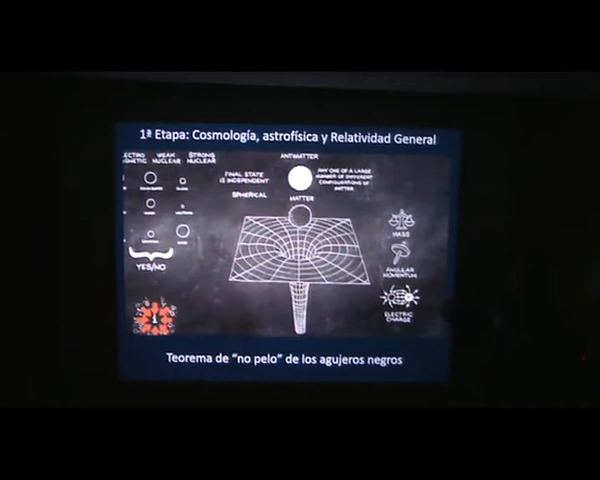 1ª Etapa: Cosmología, astrofísica y Relatividad General
ECTRO
GNETIC
WEAK
NUCLEAR
STRONG
NUCLEAR
YES/NO
FINAL STATE
IS INDEPENDENT
SPHERICAL
ANTIMATTER
ANY ONE OF A LARGE
NUMBER OF DIFFERENT
CONFIGURATIONS OF
MATTER
MATTER
MASS
ANGULAR
MOMENTUM
ELECTRIC
CHARGE
Teorema de “no pelo” de los agujeros negros